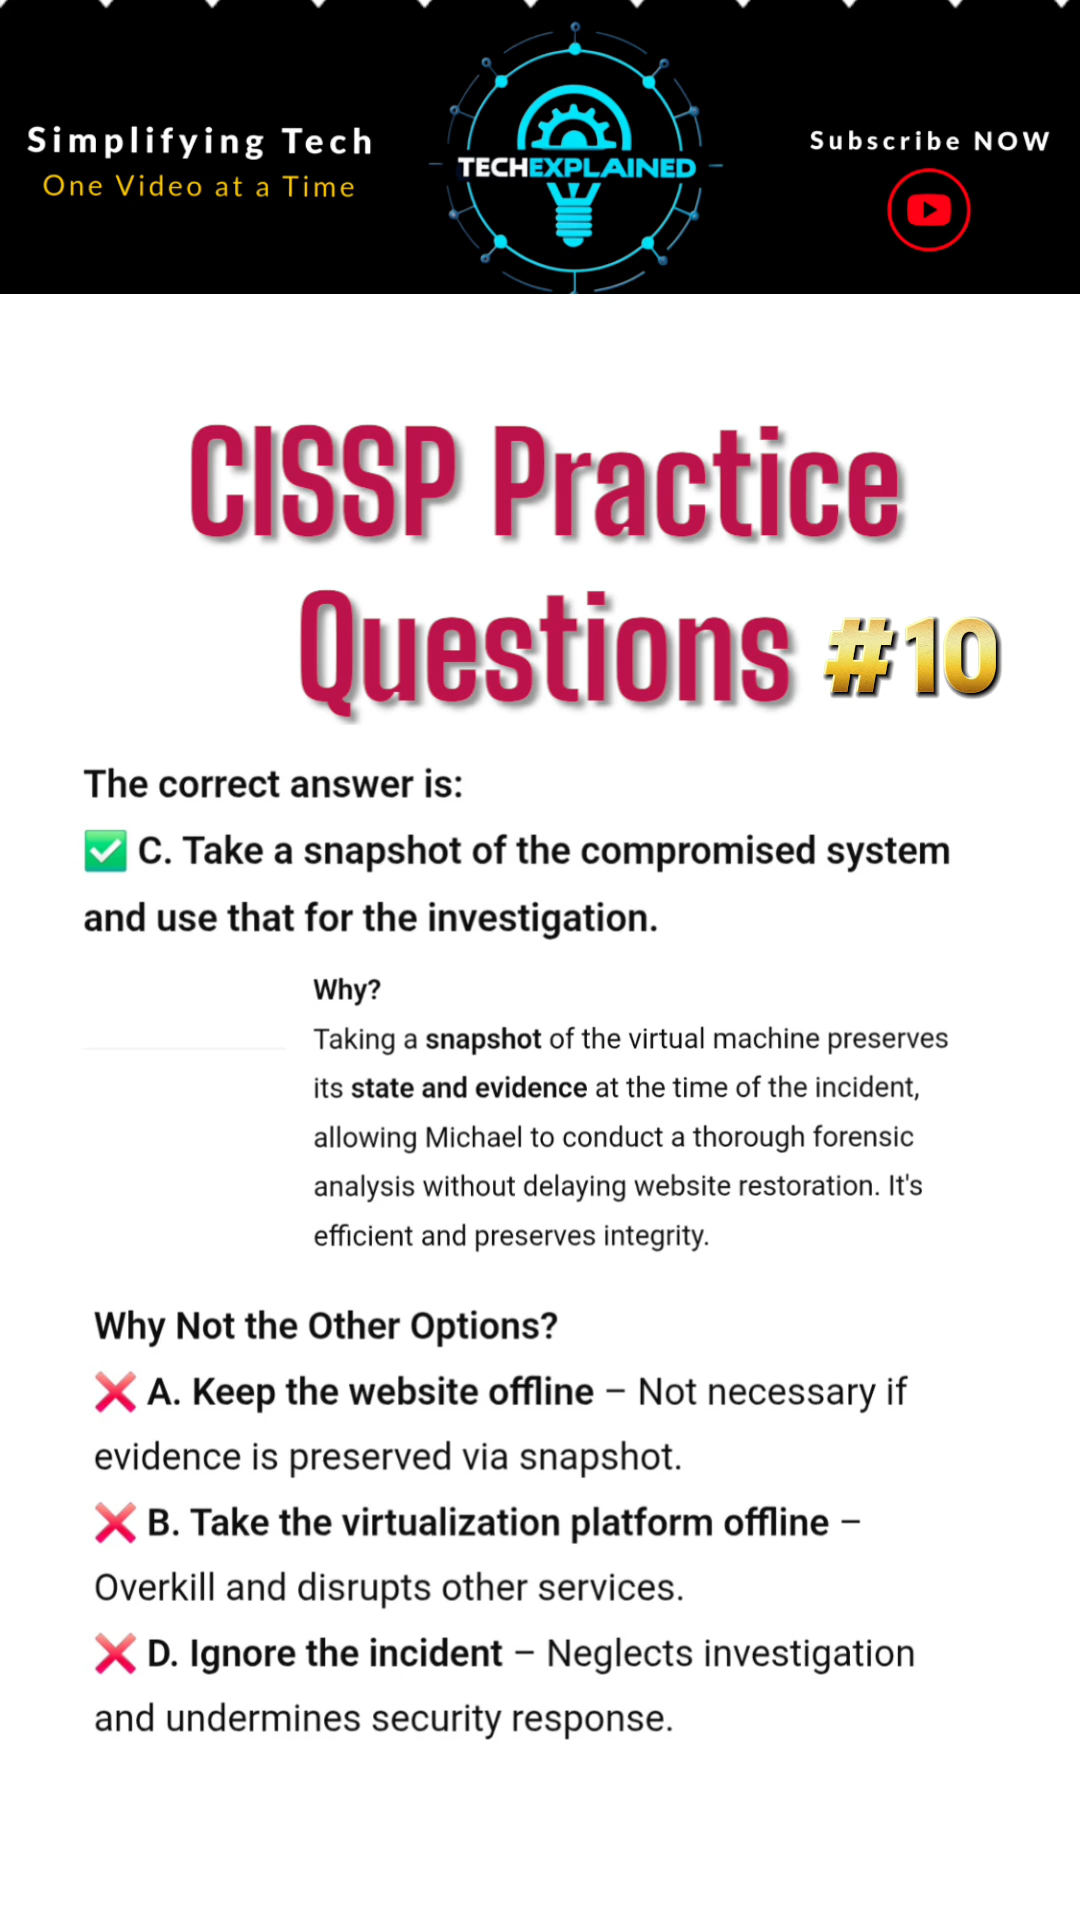 Simplifying Tech
One Video at a Time
TECHEXPLAINED
Subscribe NOW
CISSP Practice
Questions #10
The correct answer is:
✅ C. Take a snapshot of the compromised system
and use that for the investigation.
Why?
Taking a snapshot of the virtual machine preserves
its state and evidence at the time of the incident,
allowing Michael to conduct a thorough forensic
analysis without delaying website restoration. It's
efficient and preserves integrity.
Why Not the Other Options?
❌ A. Keep the website offline – Not necessary if
evidence is preserved via snapshot.
❌ B. Take the virtualization platform offline –
Overkill and disrupts other services.
❌ D. Ignore the incident – Neglects investigation
and undermines security response.